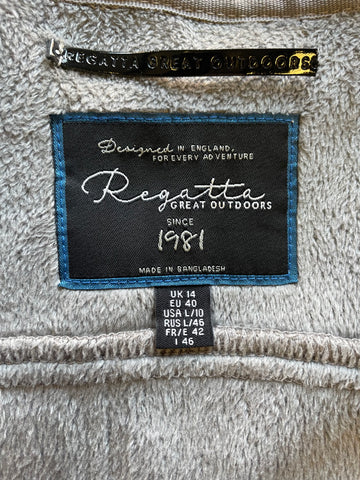 REGATTA GREAT OUTDOORS
Designed IN ENGLAND,
FOR EVERY ADVENTURE
Regatta
GREAT OUTDOORS
SINCE
1981
MADE IN BANGLADESH
UK 14
EU 40
USA L/10
RUS L/46
FR/E 42
I 46